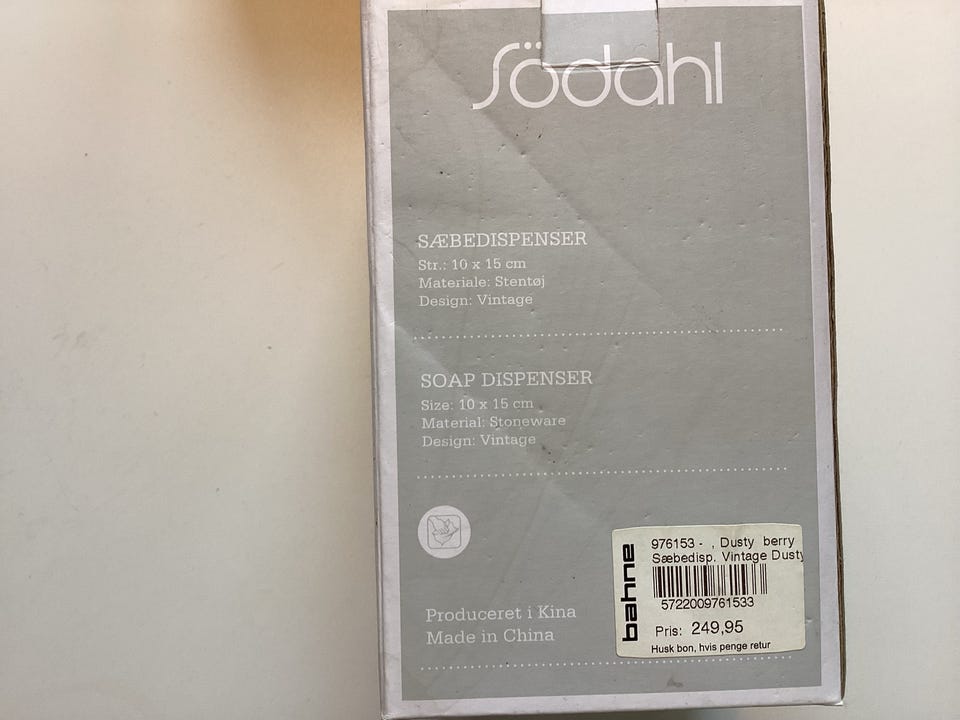 Södahl
SÆBEDISPENSER
Str.: 10 x 15 cm
Materiale: Stentøj
Design: Vintage
SOAP DISPENSER
Size: 10 x 15 cm
Material: Stoneware
Design: Vintage
Produceret i Kina
Made in China
bahne
976153 - , Dusty berry
Sæbedisp. Vintage Dusty
5722009761533
Pris: 249,95
Husk bon, hvis penge retur